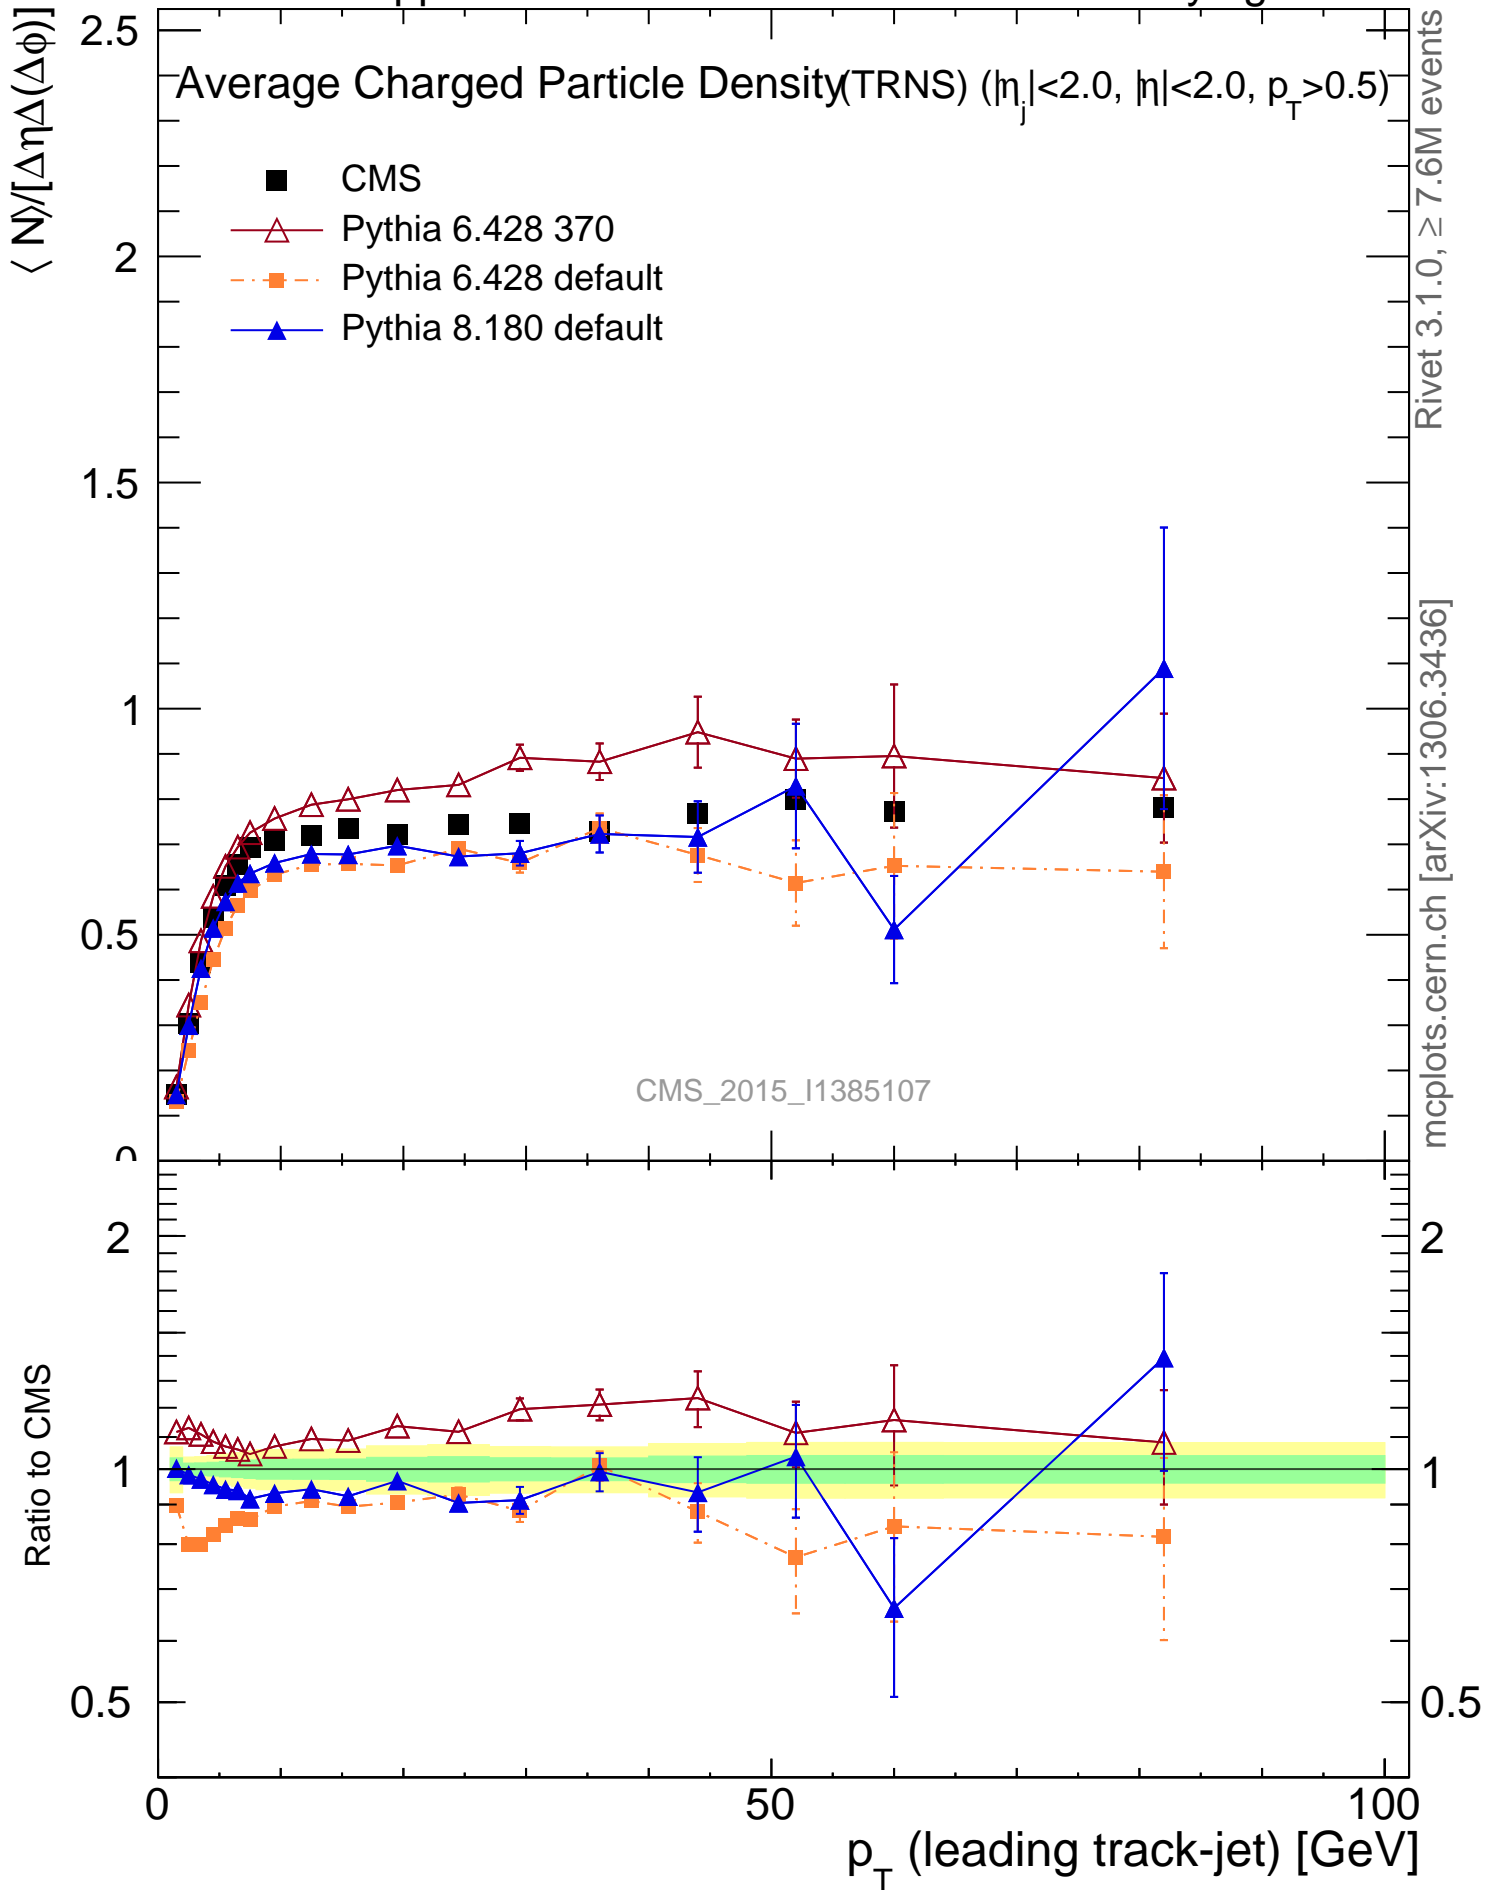 ⟨ N⟩/[ΔηΔ(Δϕ)]
Average Charged Particle Density (TRNS) (|ηj|<2.0, |η|<2.0, pT>0.5)
CMS
Pythia 6.428 370
Pythia 6.428 default
Pythia 8.180 default
2.5
2
1.5
1
0.5
0
CMS_2015_I1385107
Rivet 3.1.0, ≥ 7.6M events
mcplots.cern.ch [arXiv:1306.3436]
Ratio to CMS
2
1
0.5
2
1
0.5
0
50
100
pT (leading track-jet) [GeV]